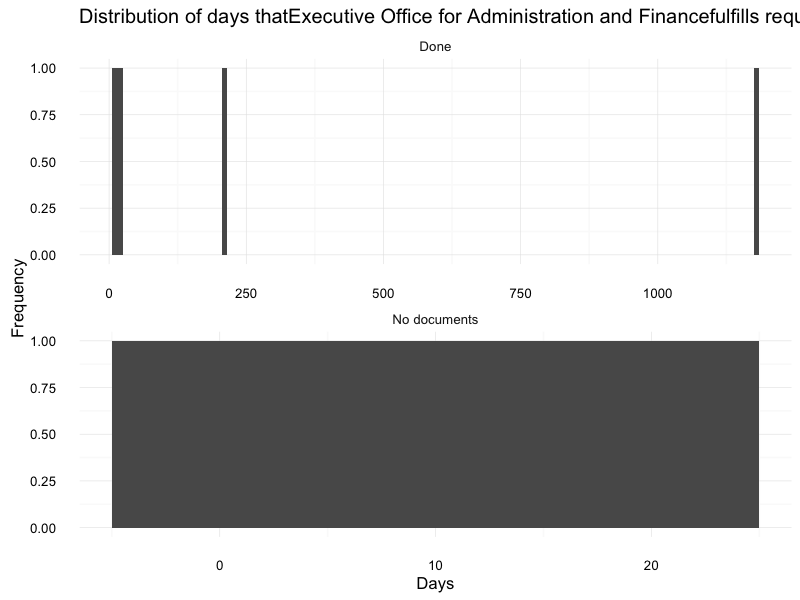 Distribution of days thatExecutive Office for Administration and Financefulfills requ
Done
1.00
0.75
0.50
0.25
0.00
0 250 500 750 1000
Frequency
No documents
1.00
0.75
0.50
0.25
0.00
0 10 20
Days